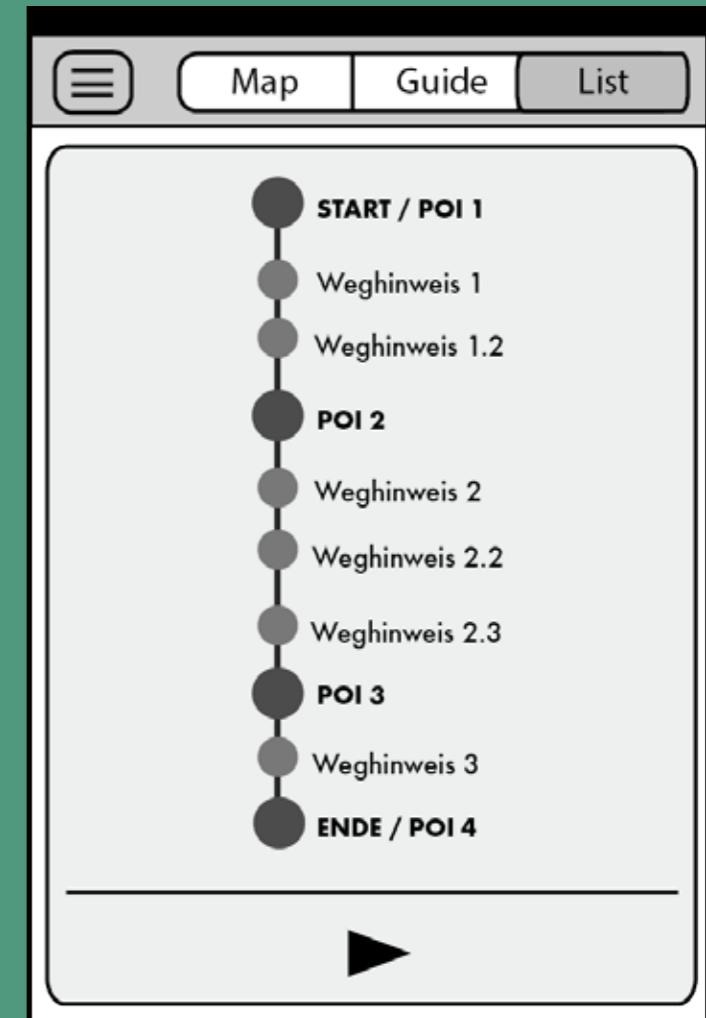 Map Guide List
START / POI 1
Weghinweis 1
Weghinweis 1.2
POI 2
Weghinweis 2
Weghinweis 2.2
Weghinweis 2.3
POI 3
Weghinweis 3
ENDE / POI 4